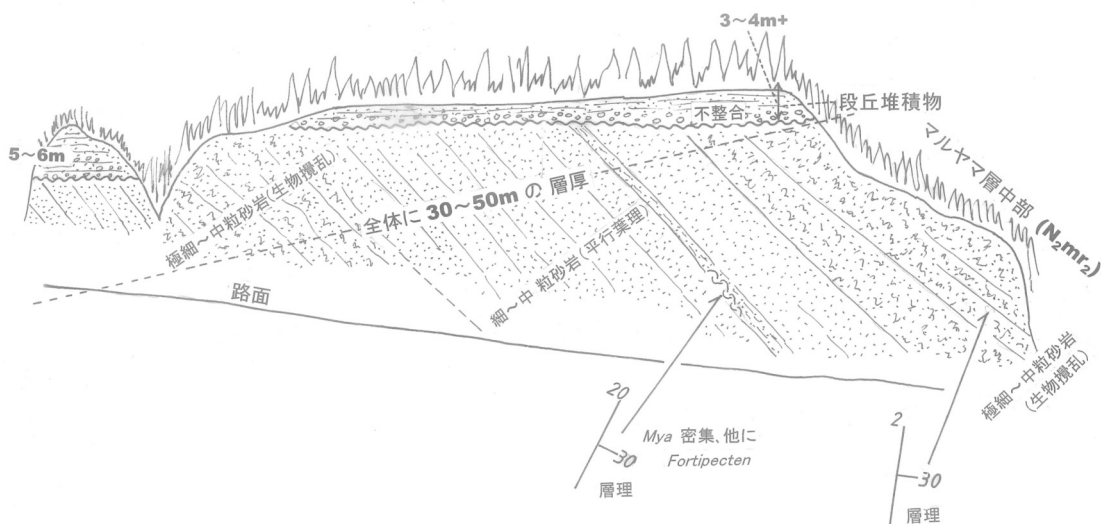 3~4m+
段丘堆積物
不整合
5~6m
マルヤマ層中部 (N₂mr₂)
極細~中粒砂岩(生物攪乱)
全体に 30~50m の 層厚
細~中 粒砂岩(平行葉理)
路面
極細~中粒砂岩
(生物攪乱)
20
30
層理
Mya 密集、他に
Fortipecten
2
30
層理